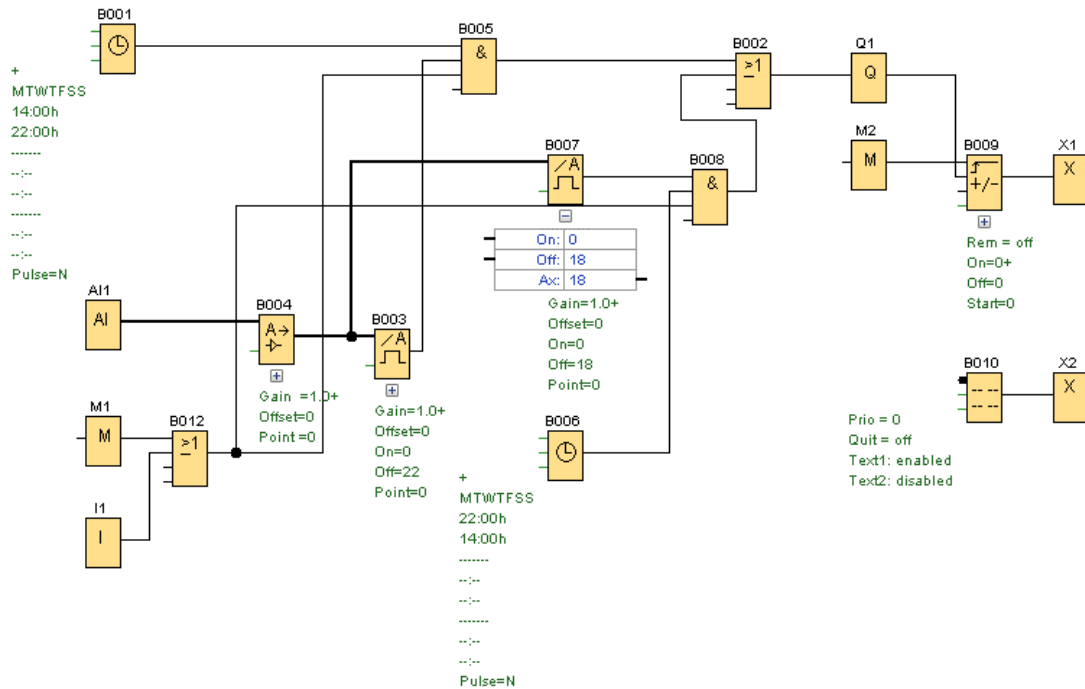 B001
+
MTWTFSS
14:00h
22:00h
-------
--:--
--:--
-------
--:--
--:--
Pulse=N
B005
&
B002
>1
Q1
Q
M2
M
B009
+/-
X1
X
Rem = off
On=0+
Off=0
Start=0
B007
/A
B008
&
On: 0
Off: 18
Ax: 18
Gain=1.0+
Offset=0
On=0
Off=18
Point=0
AI1
AI
B004
A→
Gain =1.0+
Offset=0
Point =0
B003
/A
Gain=1.0+
Offset=0
On=0
Off=22
Point=0
M1
M
B012
>1
I1
I
B006
+
MTWTFSS
22:00h
14:00h
-------
--:--
--:--
-------
--:--
--:--
Pulse=N
B010
-- --
-- --
X2
X
Prio = 0
Quit = off
Text1: enabled
Text2: disabled